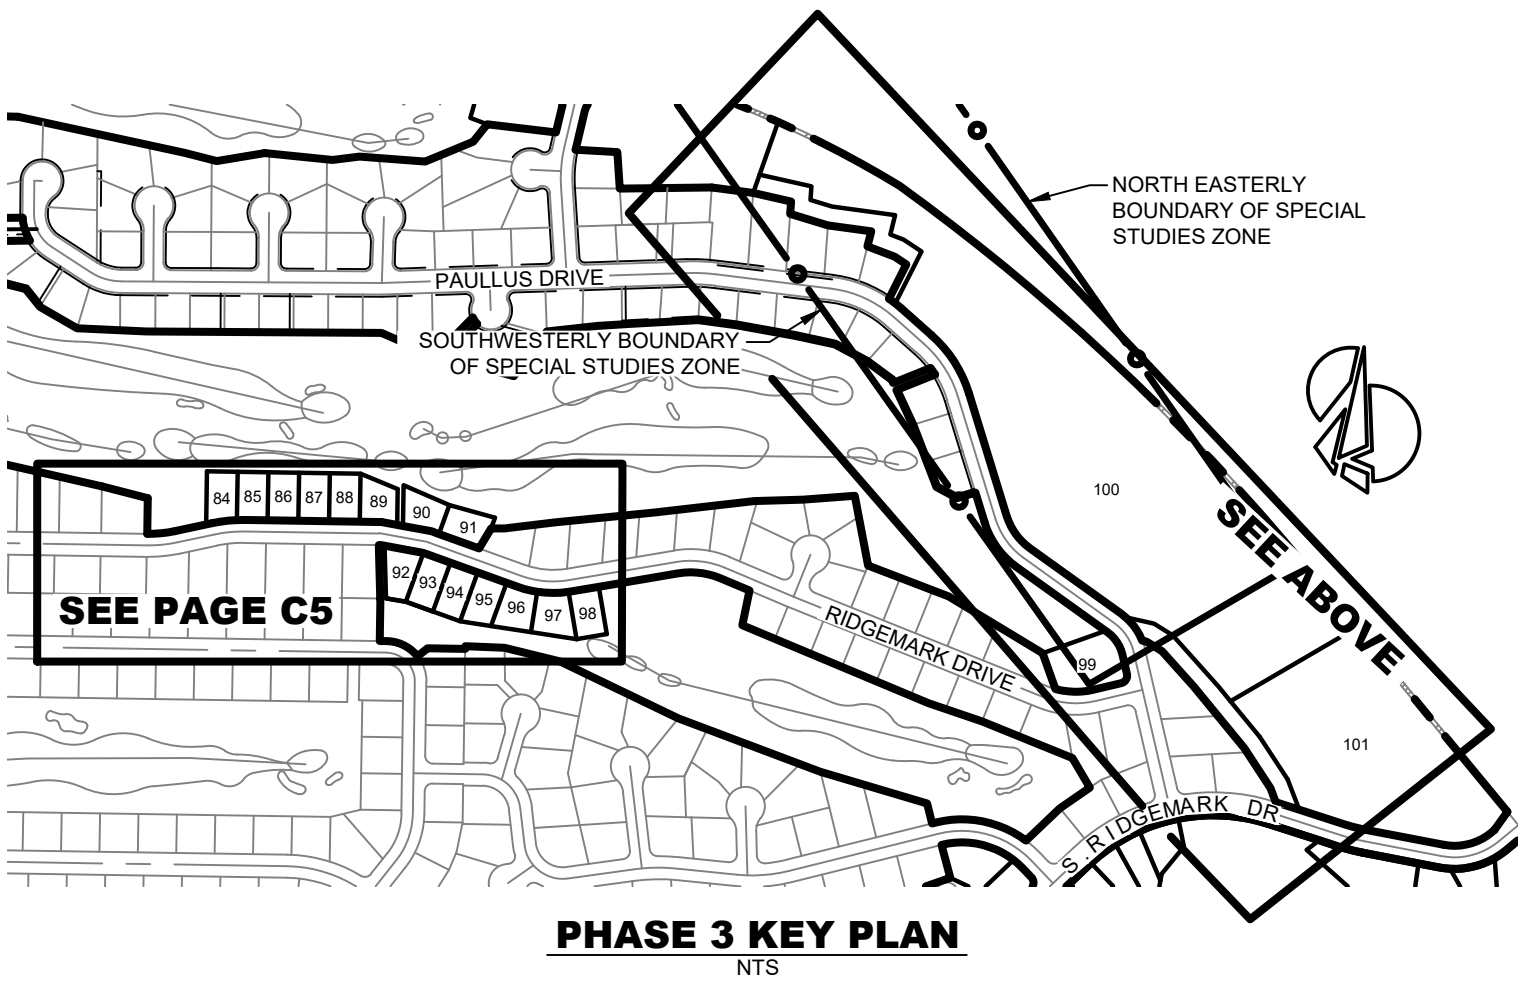 NORTH EASTERLY
BOUNDARY OF SPECIAL
STUDIES ZONE
PAULLUS DRIVE
SOUTHWESTERLY BOUNDARY
OF SPECIAL STUDIES ZONE
84
85
86
87
88
89
90
91
100
SEE ABOVE
92
93
94
95
96
97
98
SEE PAGE C5
RIDGEMARK DRIVE
99
101
S. RIDGEMARK DR
PHASE 3 KEY PLAN
NTS